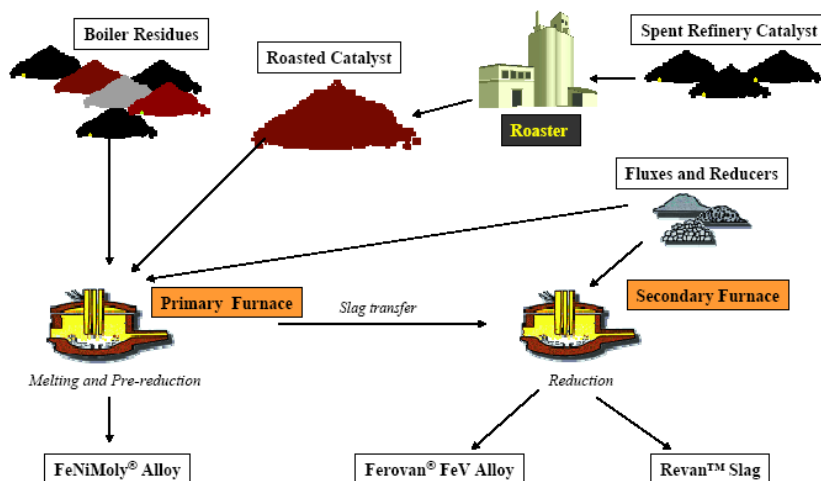 Boiler Residues
Spent Refinery Catalyst
Roasted Catalyst
Roaster
Fluxes and Reducers
Primary Furnace
Slag transfer
Secondary Furnace
Melting and Pre-reduction
Reduction
FeNiMoly® Alloy
Ferovan® FeV Alloy
Revan™ Slag